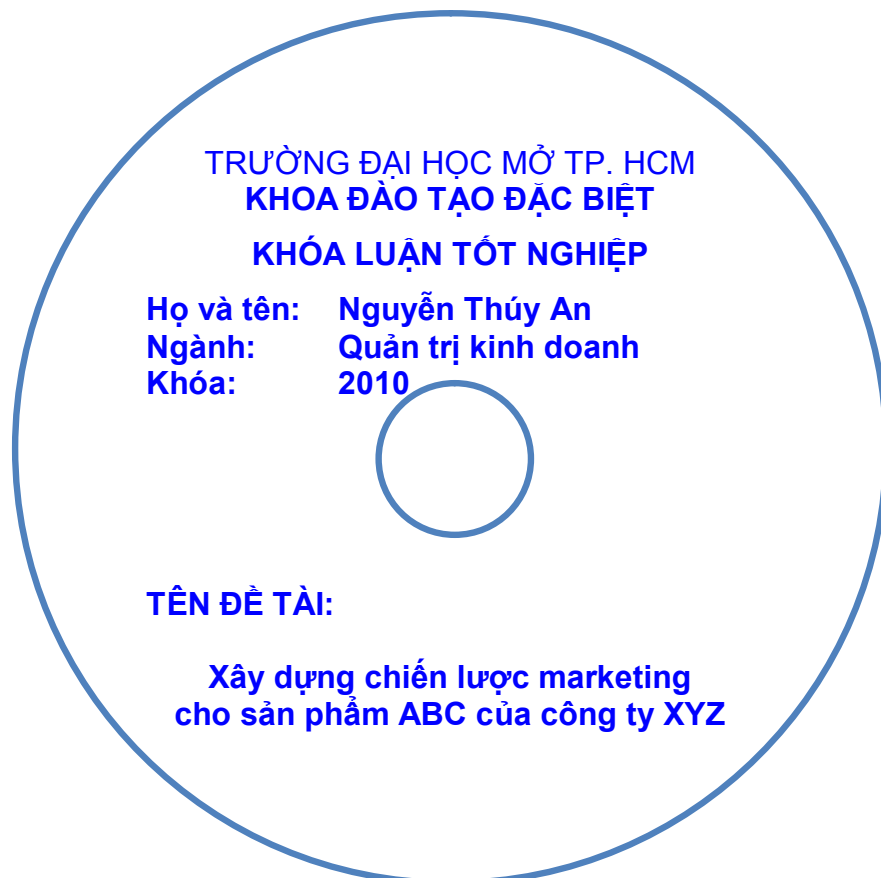 TRƯỜNG ĐẠI HỌC MỞ TP. HCM
KHOA ĐÀO TẠO ĐẶC BIỆT
KHÓA LUẬN TỐT NGHIỆP
Họ và tên: Nguyễn Thúy An
Ngành: Quản trị kinh doanh
Khóa: 2010
TÊN ĐỀ TÀI:
Xây dựng chiến lược marketing
cho sản phẩm ABC của công ty XYZ